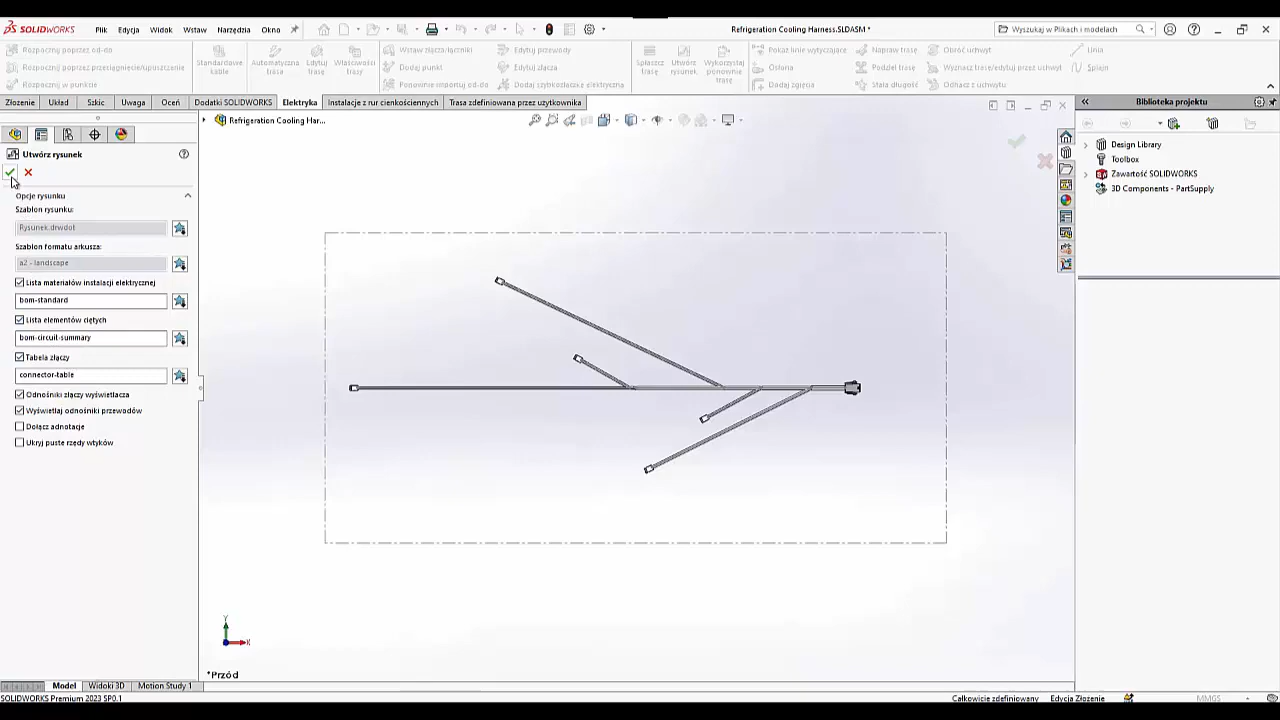 SOLIDWORKS
Plik
Edycja
Widok
Wstaw
Narzędzia
Okno
Refrigeration Cooling Harness.SLDASM *
Wyszukaj w Plikach i modelach
Rozpocznij poprzez od-do
Rozpocznij poprzez przeciągnięcie/upuszczanie
Rozpocznij w punkcie
Standardowe kable
Automatyczna trasa
Edytuj trasę
Właściwości trasy
Wstaw złącza/łączniki
Dodaj punkt
Ponownie importuj od-do
Edytuj przewody
Edytuj złącza
Dodaj szybkozłączkę elektryczną
Spłaszcz trasę
Utwórz rysunek
Wykorzystaj ponownie trasę
Pokaż linie wytyczające
Osłona
Dodaj zgięcia
Napraw trasę
Podziel trasę
Stała długość
Obróć uchwyt
Wyznacz trasę/edytuj przez uchwyt
Odłącz z uchwytu
Linia
Splajn
Złożenie
Układ
Szkic
Uwaga
Oceń
Dodatki SOLIDWORKS
Elektryka
Instalacje z rur cienkościennych
Trasa zdefiniowana przez użytkownika
Refrigeration Cooling Har...
Utwórz rysunek
Opcje rysunku
Szablon rysunku:
Rysunek.drwdot
Szablon formatu arkusza:
a2 - landscape
Lista materiałów instalacji elektrycznej
bom-standard
Lista elementów ciętych
bom-circuit-summary
Tabela złączy
connector-table
Odnośniki złączy wyświetlacza
Wyświetlaj odnośniki przewodów
Dołącz adnotacje
Ukryj puste rzędy wtyków
Biblioteka projektu
Design Library
Toolbox
Zawartość SOLIDWORKS
3D Components - PartSupply
Y
X
*Przód
Model
Widoki 3D
Motion Study 1
SOLIDWORKS Premium 2023 SP0.1
Całkowicie zdefiniowany
Edycja Złożenie
MMGS